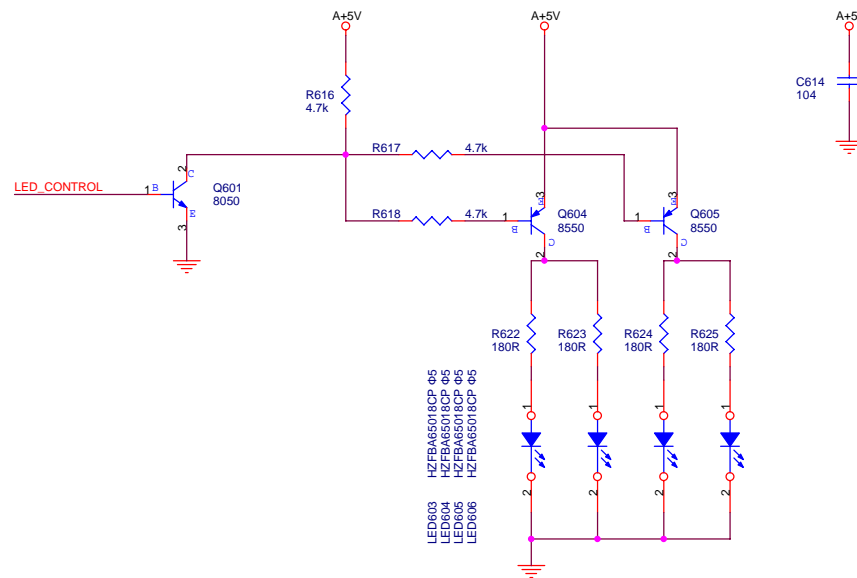 A+5V
A+5V
A+5
R616
4.7k
C614
104
R617
4.7k
LED_CONTROL
1
B
2
C
E
3
Q601
8050
R618
4.7k
1
B
3
E
C
2
Q604
8550
1
B
3
E
C
2
Q605
8550
R622
180R
R623
180R
R624
180R
R625
180R
LED603 HZFBA65018CP Φ5
LED604 HZFBA65018CP Φ5
LED605 HZFBA65018CP Φ5
LED606 HZFBA65018CP Φ5
1
1
1
1
2
2
2
2